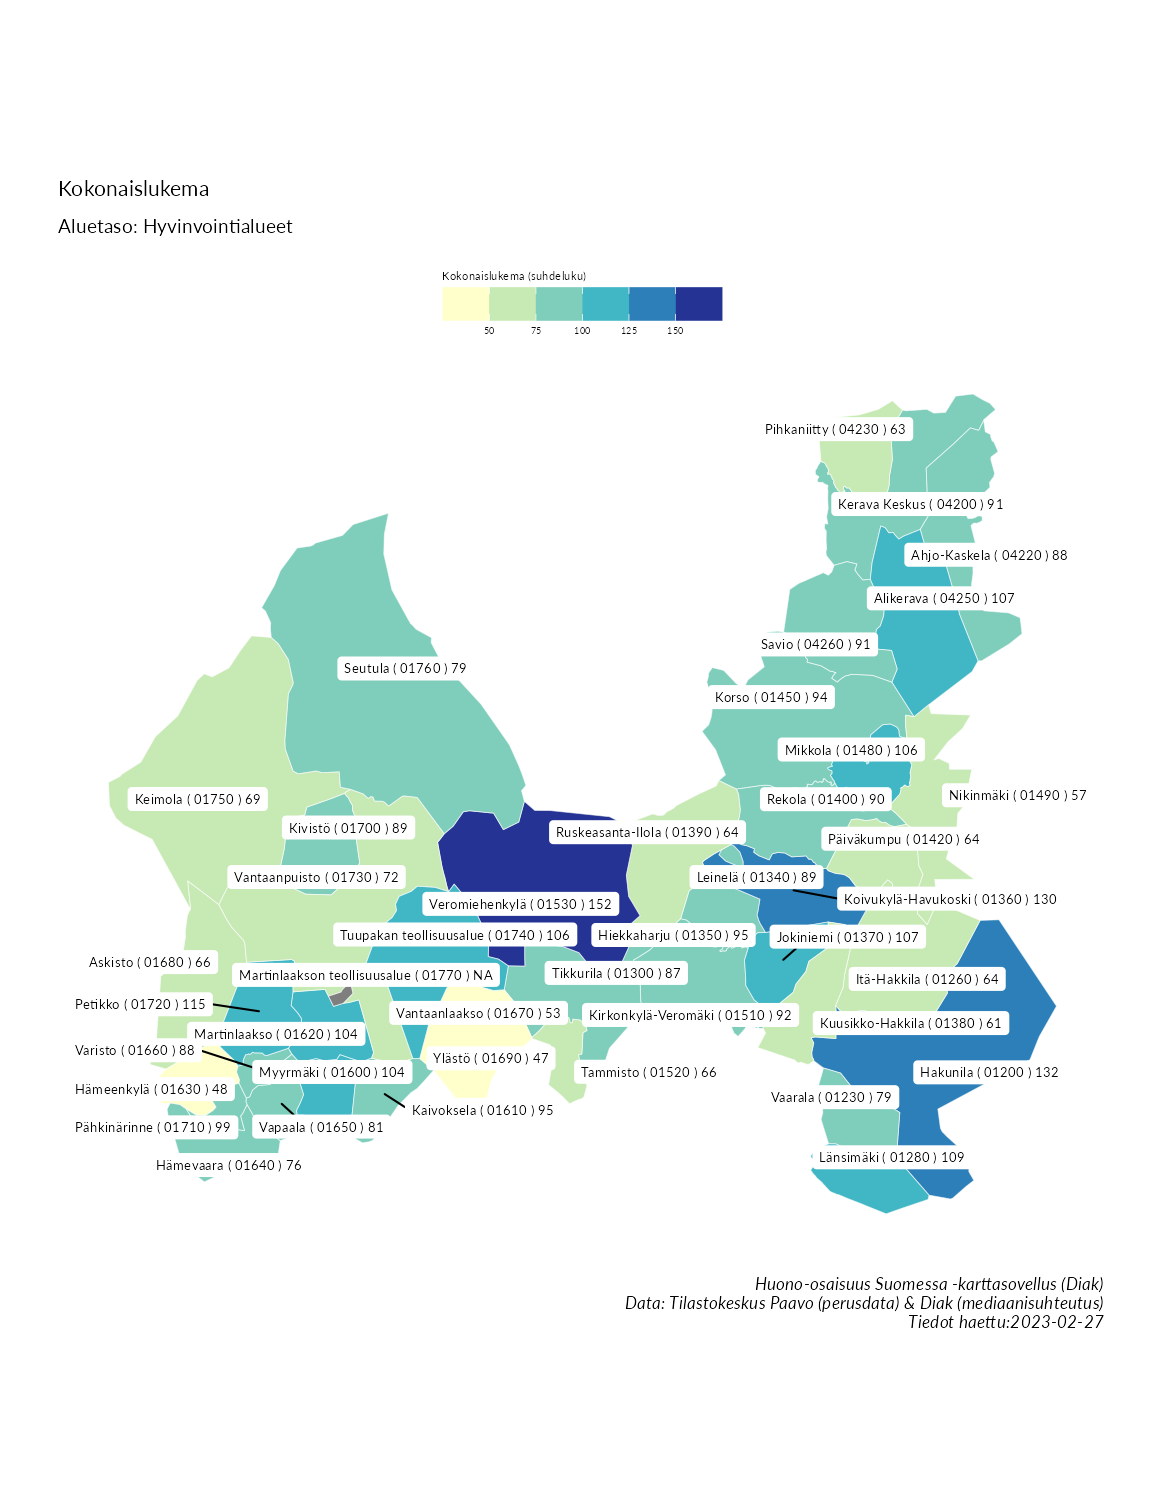 Kokonaislukema
Aluetaso: Hyvinvointialueet
Kokonaislukema (suhdeluku)
50 75 100 125 150
Pihkaniitty ( 04230 ) 63
Kerava Keskus ( 04200 ) 91
Ahjo-Kaskela ( 04220 ) 88
Alikerava ( 04250 ) 107
Savio ( 04260 ) 91
Seutula ( 01760 ) 79
Korso ( 01450 ) 94
Mikkola ( 01480 ) 106
Keimola ( 01750 ) 69
Rekola ( 01400 ) 90
Nikinmäki ( 01490 ) 57
Kivistö ( 01700 ) 89
Ruskeasanta-Ilola ( 01390 ) 64
Päiväkumpu ( 01420 ) 64
Vantaanpuisto ( 01730 ) 72
Leinelä ( 01340 ) 89
Veromiehenkylä ( 01530 ) 152
Koivukylä-Havukoski ( 01360 ) 130
Tuupakan teollisuusalue ( 01740 ) 106
Hiekkaharju ( 01350 ) 95
Jokiniemi ( 01370 ) 107
Askisto ( 01680 ) 66
Martinlaakson teollisuusalue ( 01770 ) NA
Tikkurila ( 01300 ) 87
Itä-Hakkila ( 01260 ) 64
Petikko ( 01720 ) 115
Vantaanlaakso ( 01670 ) 53
Kirkonkylä-Veromäki ( 01510 ) 92
Kuusikko-Hakkila ( 01380 ) 61
Martinlaakso ( 01620 ) 104
Varisto ( 01660 ) 88
Ylästö ( 01690 ) 47
Myyrmäki ( 01600 ) 104
Tammisto ( 01520 ) 66
Hakunila ( 01200 ) 132
Hämeenkylä ( 01630 ) 48
Vaarala ( 01230 ) 79
Kaivoksela ( 01610 ) 95
Pähkinärinne ( 01710 ) 99
Vapaala ( 01650 ) 81
Länsimäki ( 01280 ) 109
Hämevaara ( 01640 ) 76
Huono-osaisuus Suomessa -karttasovellus (Diak)
Data: Tilastokeskus Paavo (perusdata) & Diak (mediaanisuhteutus)
Tiedot haettu:2023-02-27